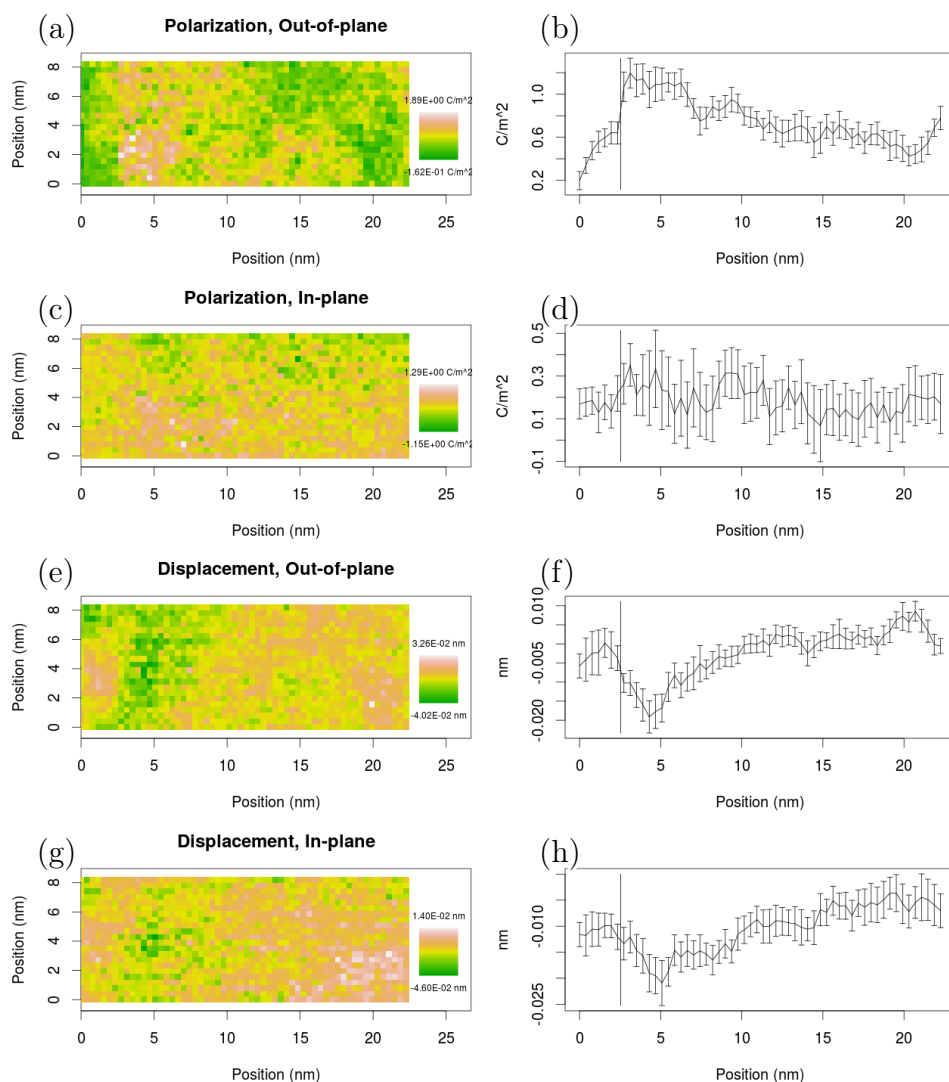 (a)
Polarization, Out-of-plane
Position (nm)
8
6
4
2
0
1.89E+00 C/m^2
-1.62E-01 C/m^2
0 5 10 15 20 25
Position (nm)
(b)
C/m^2
1.0
0.6
0.2
0 5 10 15 20
Position (nm)
(c)
Polarization, In-plane
Position (nm)
8
6
4
2
0
1.29E+00 C/m^2
-1.15E+00 C/m^2
0 5 10 15 20 25
Position (nm)
(d)
C/m^2
0.5
0.3
0.1
-0.1
0 5 10 15 20
Position (nm)
(e)
Displacement, Out-of-plane
Position (nm)
8
6
4
2
0
3.26E-02 nm
-4.02E-02 nm
0 5 10 15 20 25
Position (nm)
(f)
nm
0.010
-0.005
-0.020
0 5 10 15 20
Position (nm)
(g)
Displacement, In-plane
Position (nm)
8
6
4
2
0
1.40E-02 nm
-4.60E-02 nm
0 5 10 15 20 25
Position (nm)
(h)
nm
-0.010
-0.025
0 5 10 15 20
Position (nm)